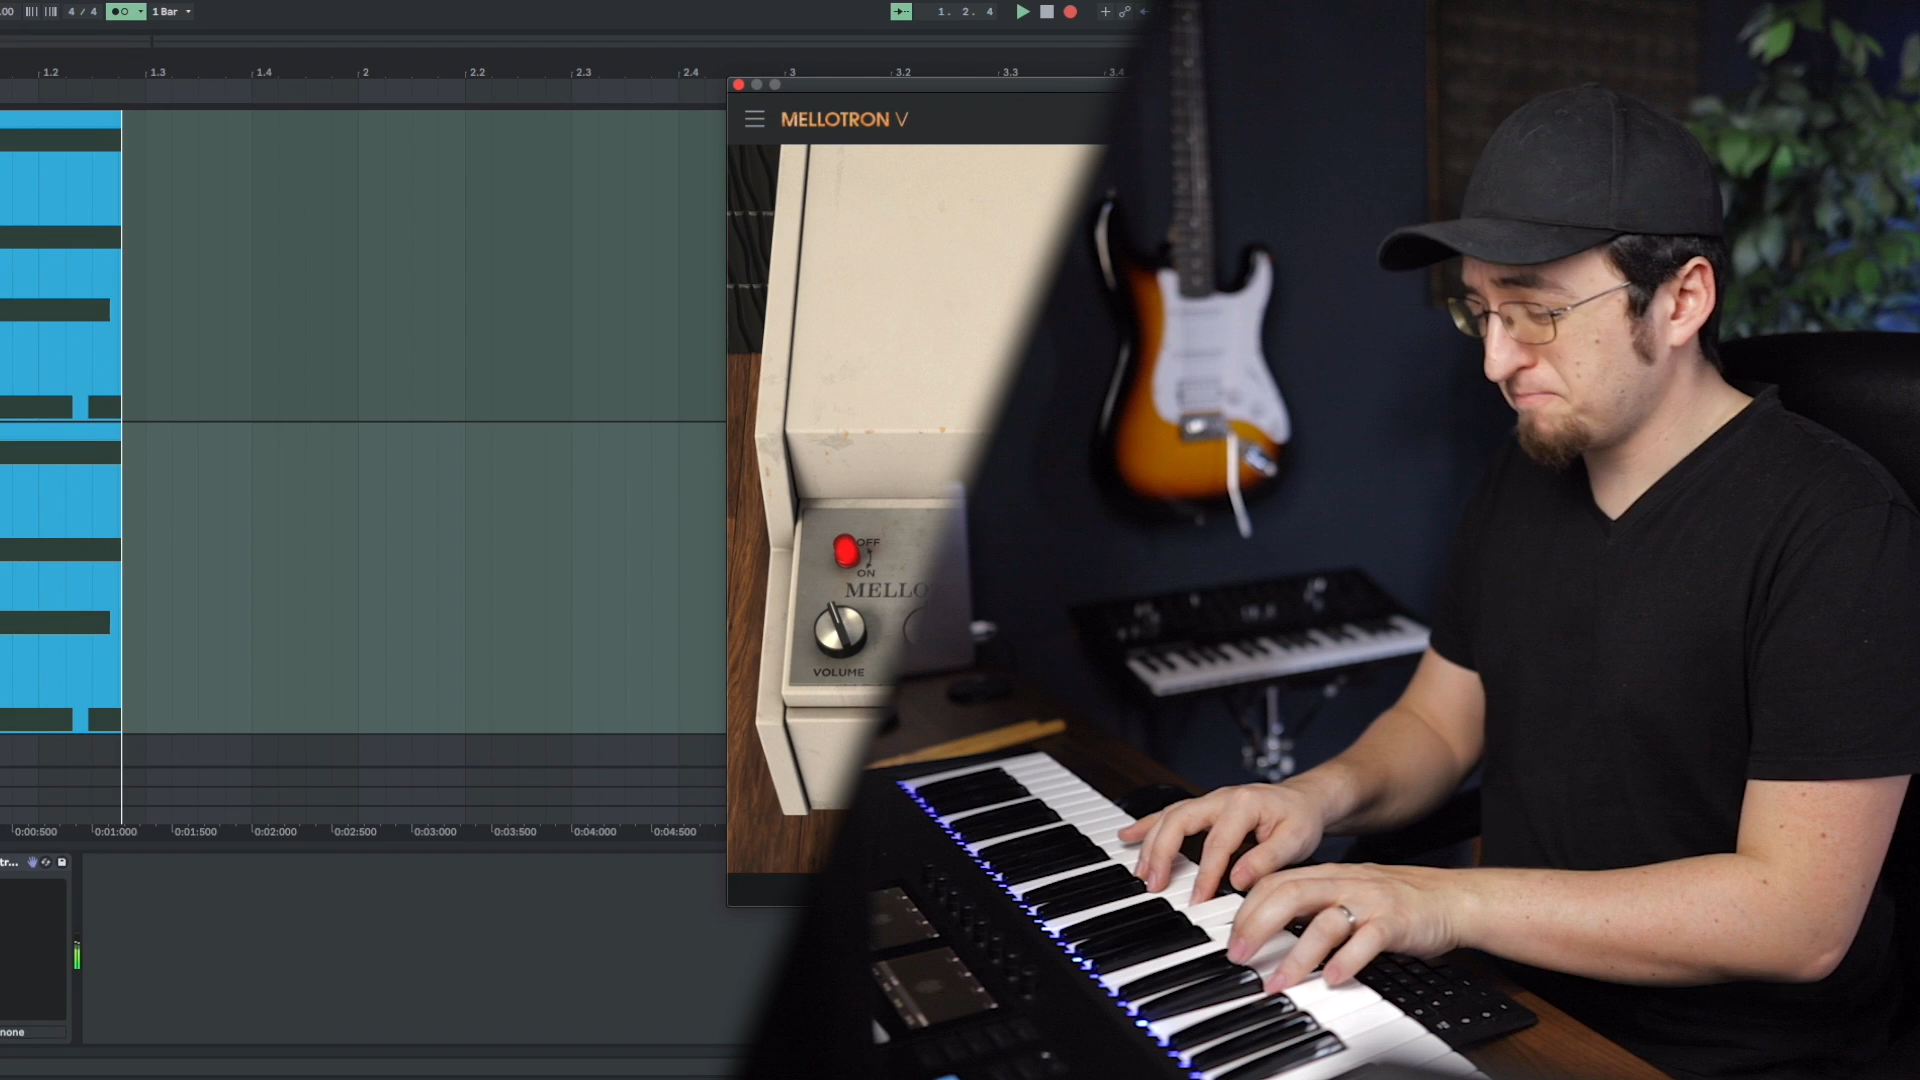 .00 4 / 4 1 Bar 1. 2. 4
1.2 1.3 1.4 2 2.2 2.3 2.4 3 3.2 3.3 3.4
MELLOTRON V
OFF
ON
MELLO
VOLUME
0:00:500 0:01:000 0:01:500 0:02:000 0:02:500 0:03:000 0:03:500 0:04:000 0:04:500
tr...
none